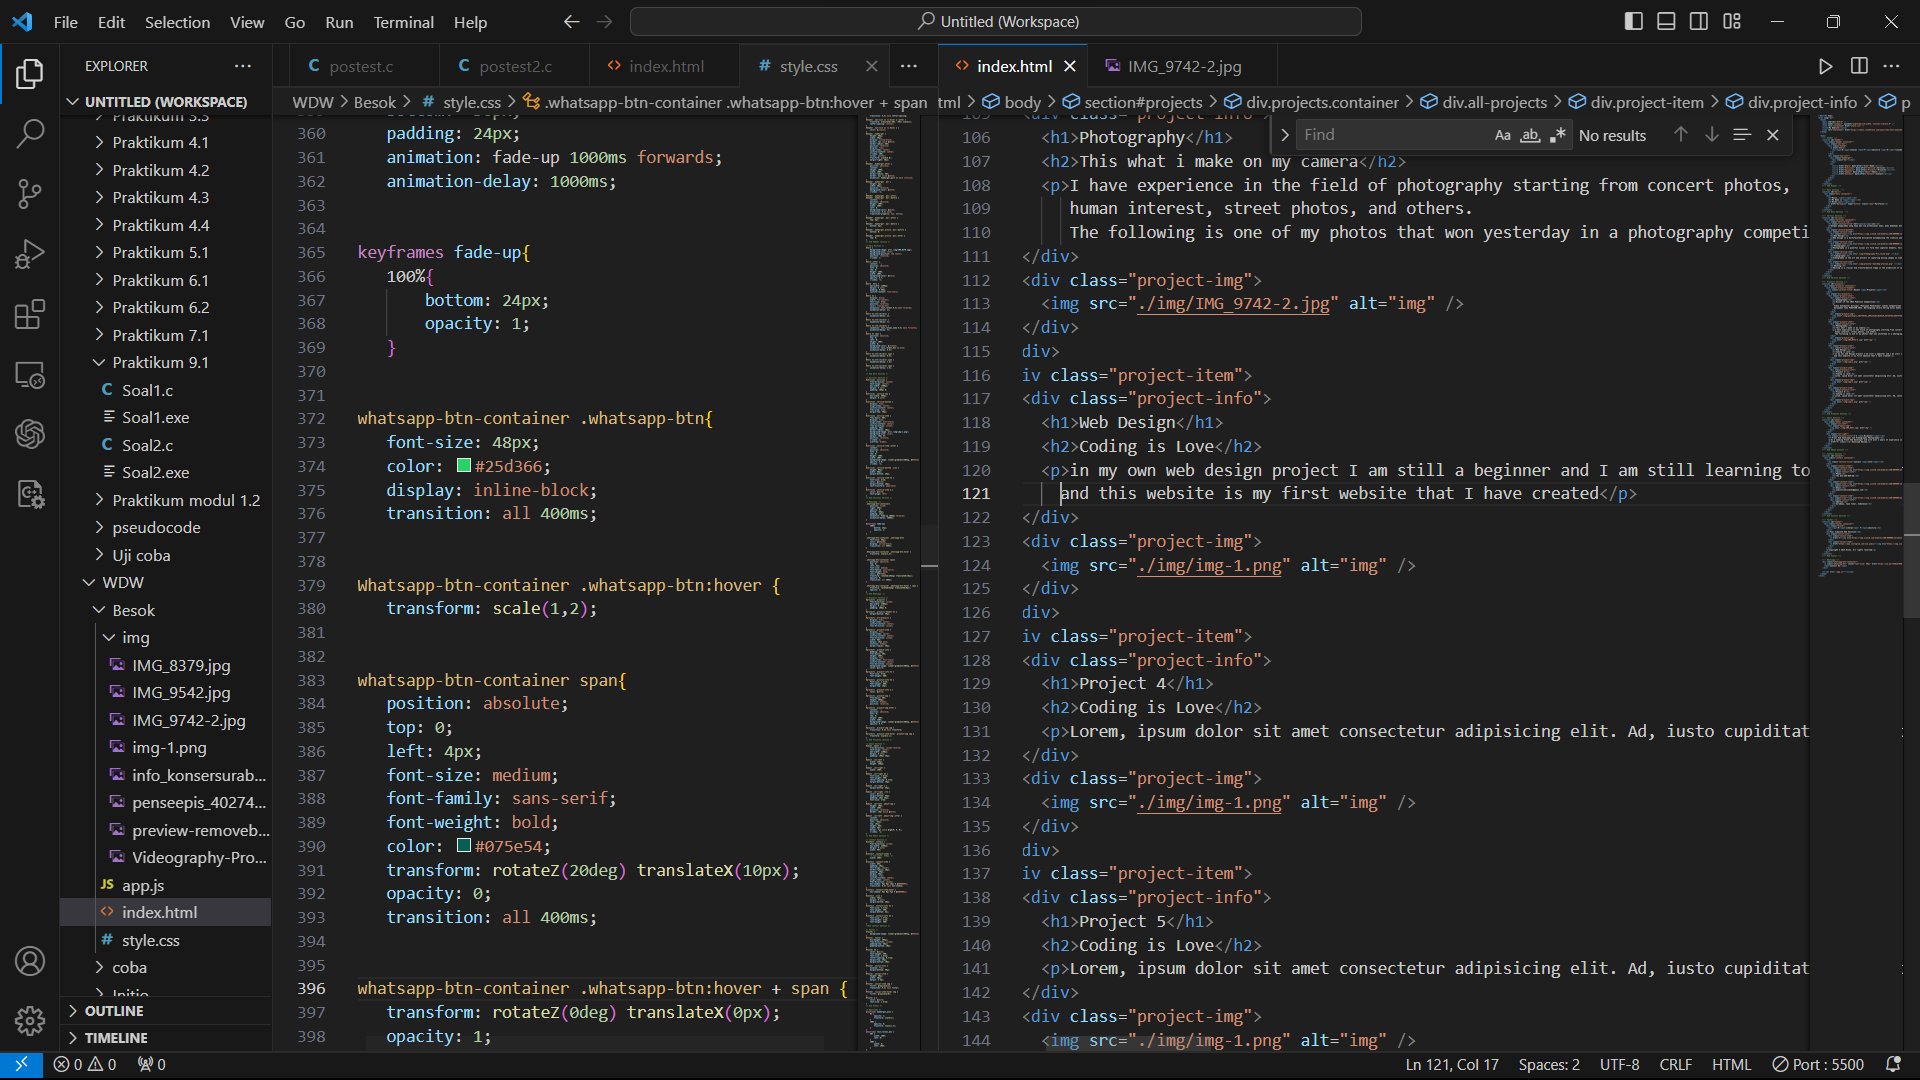 File Edit Selection View Go Run Terminal Help
Untitled (Workspace)
EXPLORER
UNTITLED (WORKSPACE)
Praktikum 3.3
Praktikum 4.1
Praktikum 4.2
Praktikum 4.3
Praktikum 4.4
Praktikum 5.1
Praktikum 6.1
Praktikum 6.2
Praktikum 7.1
Praktikum 9.1
C Soal1.c
Soal1.exe
C Soal2.c
Soal2.exe
Praktikum modul 1.2
pseudocode
Uji coba
WDW
Besok
img
IMG_8379.jpg
IMG_9542.jpg
IMG_9742-2.jpg
img-1.png
info_konsersurab...
penseepis_40274...
preview-removeb...
Videography-Pro...
JS app.js
<> index.html
# style.css
coba
Initio
OUTLINE
TIMELINE
C postest.c
C postest2.c
<> index.html
# style.css
WDW > Besok > # style.css > .whatsapp-btn-container .whatsapp-btn:hover + span
360 padding: 24px;
361 animation: fade-up 1000ms forwards;
362 animation-delay: 1000ms;
363
364
365 keyframes fade-up{
366 100%{
367 bottom: 24px;
368 opacity: 1;
369 }
370
371
372 whatsapp-btn-container .whatsapp-btn{
373 font-size: 48px;
374 color: #25d366;
375 display: inline-block;
376 transition: all 400ms;
377
378
379 Whatsapp-btn-container .whatsapp-btn:hover {
380 transform: scale(1,2);
381
382
383 whatsapp-btn-container span{
384 position: absolute;
385 top: 0;
386 left: 4px;
387 font-size: medium;
388 font-family: sans-serif;
389 font-weight: bold;
390 color: #075e54;
391 transform: rotateZ(20deg) translateX(10px);
392 opacity: 0;
393 transition: all 400ms;
394
395
396 whatsapp-btn-container .whatsapp-btn:hover + span {
397 transform: rotateZ(0deg) translateX(0px);
398 opacity: 1;
<> index.html
IMG_9742-2.jpg
tml > body > section#projects > div.projects.container > div.all-projects > div.project-item > div.project-info > p
Find
Aa ab .*
No results
105 <div class="project-info">
106 <h1>Photography</h1>
107 <h2>This what i make on my camera</h2>
108 <p>I have experience in the field of photography starting from concert photos,
109 human interest, street photos, and others.
110 The following is one of my photos that won yesterday in a photography competi
111 </div>
112 <div class="project-img">
113 <img src="./img/IMG_9742-2.jpg" alt="img" />
114 </div>
115 div>
116 iv class="project-item">
117 <div class="project-info">
118 <h1>Web Design</h1>
119 <h2>Coding is Love</h2>
120 <p>in my own web design project I am still a beginner and I am still learning to
121 and this website is my first website that I have created</p>
122 </div>
123 <div class="project-img">
124 <img src="./img/img-1.png" alt="img" />
125 </div>
126 div>
127 iv class="project-item">
128 <div class="project-info">
129 <h1>Project 4</h1>
130 <h2>Coding is Love</h2>
131 <p>Lorem, ipsum dolor sit amet consectetur adipisicing elit. Ad, iusto cupiditat
132 </div>
133 <div class="project-img">
134 <img src="./img/img-1.png" alt="img" />
135 </div>
136 div>
137 iv class="project-item">
138 <div class="project-info">
139 <h1>Project 5</h1>
140 <h2>Coding is Love</h2>
141 <p>Lorem, ipsum dolor sit amet consectetur adipisicing elit. Ad, iusto cupiditat
142 </div>
143 <div class="project-img">
144 <img src="./img/img-1.png" alt="img" />
0 0 0
Ln 121, Col 17 Spaces: 2 UTF-8 CRLF HTML Port : 5500